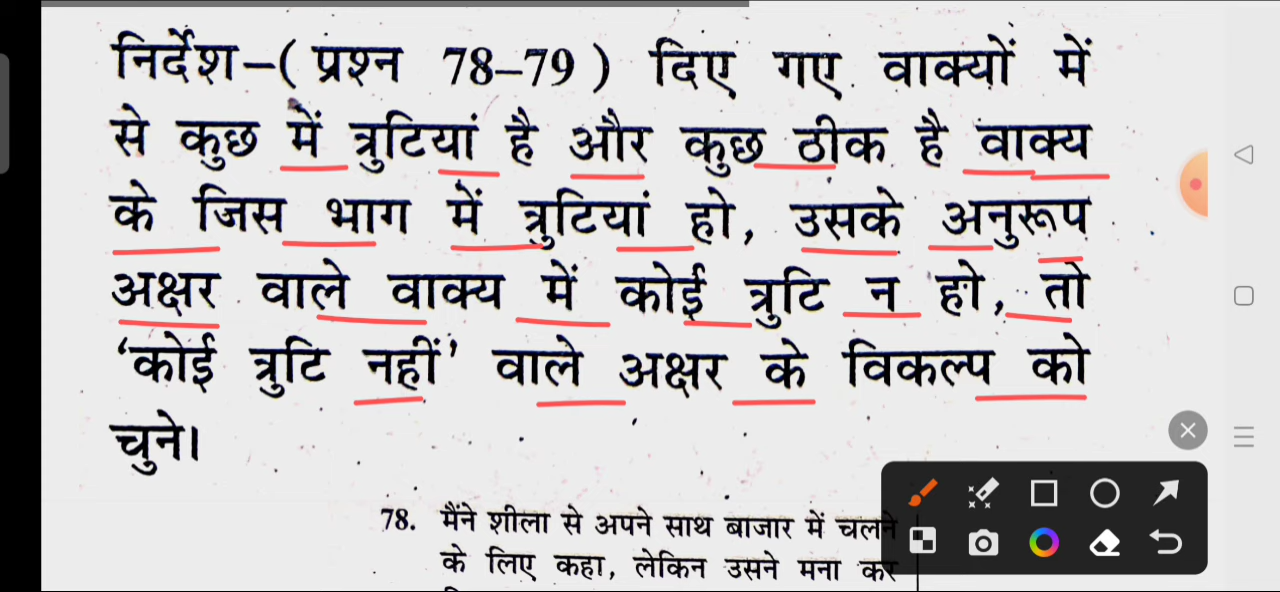 निर्देश–( प्रश्न 78–79 ) दिए गए वाक्यों में
से कुछ में त्रुटियां है और कुछ ठीक है वाक्य
के जिस भाग में त्रुटियां हो, उसके अनुरूप
अक्षर वाले वाक्य में कोई त्रुटि न हो, तो
‘कोई त्रुटि नहीं’ वाले अक्षर के विकल्प को
चुने।
78. मैंने शीला से अपने साथ बाजार में चलने
के लिए कहा, लेकिन उसने मना कर